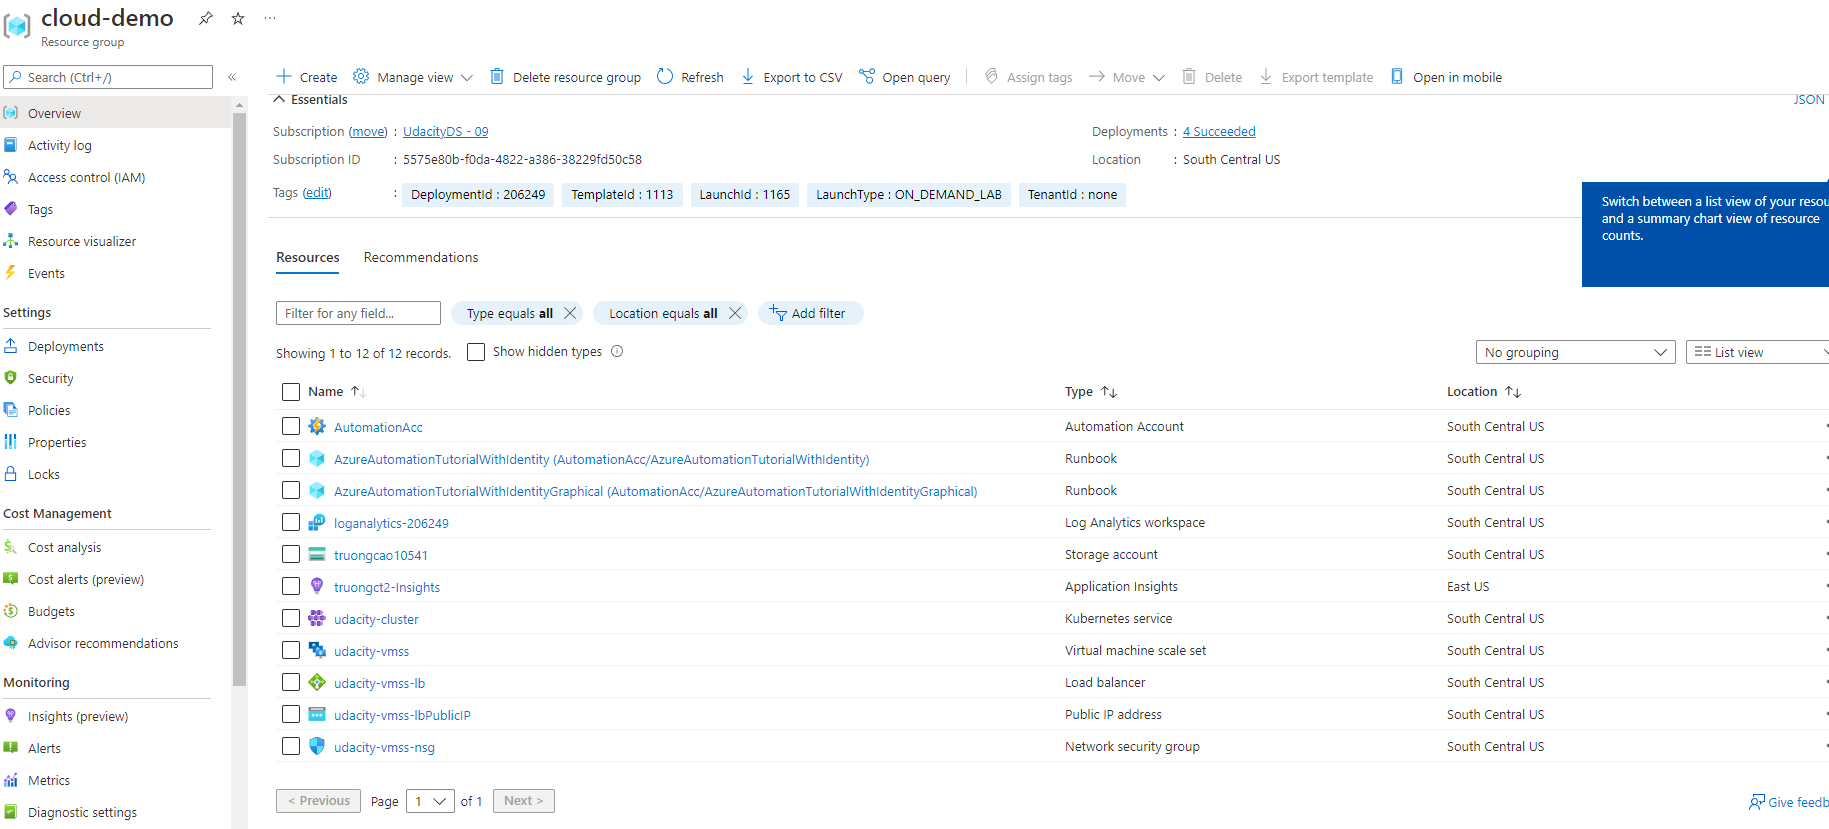 cloud-demo
Resource group
Search (Ctrl+/)
Overview
Activity log
Access control (IAM)
Tags
Resource visualizer
Events
Settings
Deployments
Security
Policies
Properties
Locks
Cost Management
Cost analysis
Cost alerts (preview)
Budgets
Advisor recommendations
Monitoring
Insights (preview)
Alerts
Metrics
Diagnostic settings
Create Manage view Delete resource group Refresh Export to CSV Open query Assign tags Move Delete Export template Open in mobile
Essentials JSON
Subscription (move) : UdacityDS - 09 Deployments : 4 Succeeded
Subscription ID : 5575e80b-f0da-4822-a386-38229fd50c58 Location : South Central US
Tags (edit) : DeploymentId : 206249 TemplateId : 1113 LaunchId : 1165 LaunchType : ON_DEMAND_LAB TenantId : none
Switch between a list view of your resou
and a summary chart view of resource
counts.
Resources Recommendations
Filter for any field... Type equals all Location equals all Add filter
Showing 1 to 12 of 12 records. Show hidden types No grouping List view
Name Type Location
AutomationAcc Automation Account South Central US
AzureAutomationTutorialWithIdentity (AutomationAcc/AzureAutomationTutorialWithIdentity) Runbook South Central US
AzureAutomationTutorialWithIdentityGraphical (AutomationAcc/AzureAutomationTutorialWithIdentityGraphical) Runbook South Central US
loganalytics-206249 Log Analytics workspace South Central US
truongcao10541 Storage account South Central US
truongct2-Insights Application Insights East US
udacity-cluster Kubernetes service South Central US
udacity-vmss Virtual machine scale set South Central US
udacity-vmss-lb Load balancer South Central US
udacity-vmss-lbPublicIP Public IP address South Central US
udacity-vmss-nsg Network security group South Central US
< Previous Page 1 of 1 Next >
Give feedb